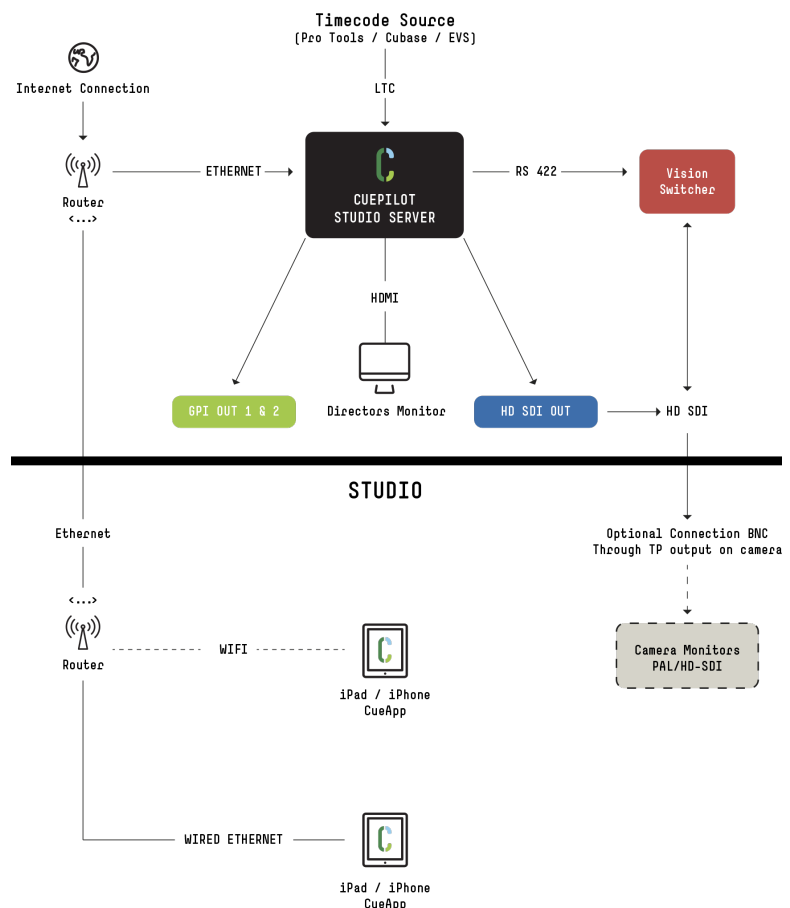 Timecode Source
(Pro Tools / Cubase / EVS)
Internet Connection
LTC
Router
<...>
ETHERNET
CUEPILOT
STUDIO SERVER
RS 422
Vision
Switcher
HDMI
GPI OUT 1 & 2
Directors Monitor
HD SDI OUT
HD SDI
STUDIO
Ethernet
Optional Connection BNC
Through TP output on camera
<...>
Router
WIFI
iPad / iPhone
CueApp
Camera Monitors
PAL/HD-SDI
WIRED ETHERNET
iPad / iPhone
CueApp